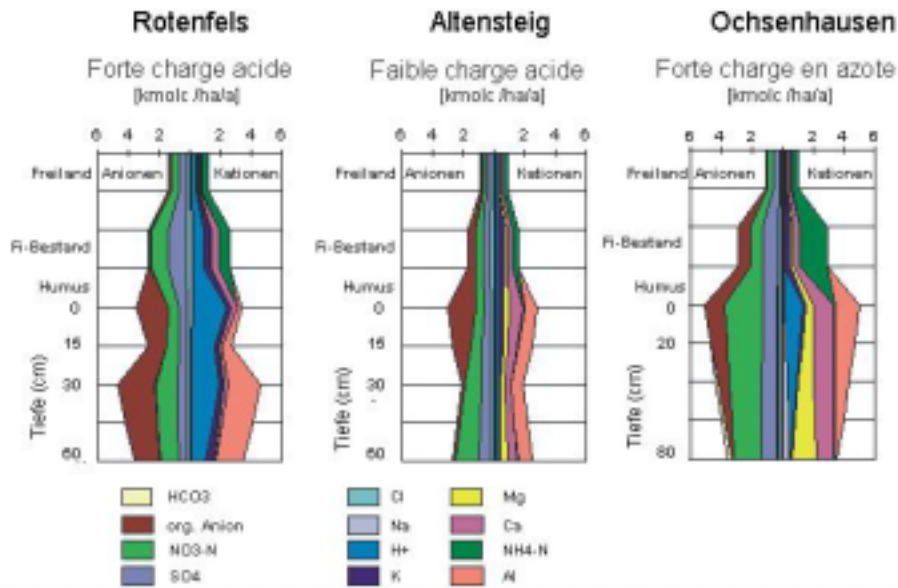 Rotenfels
Forte charge acide
[kmolc /ha/a]
6 4 2 2 4 6
Freiland
Anionen
Kationen
Fi-Bestand
Humus
0
15
30
60
Tiefe (cm)
Altensteig
Faible charge acide
[kmolc /ha/a]
6 4 2 2 4 6
Freiland
Anionen
Kationen
Fi-Bestand
Humus
0
15
30
60
Tiefe (cm)
Ochsenhausen
Forte charge en azote
[kmolc /ha/a]
6 4 2 2 4 6
Freiland
Anionen
Kationen
Fi-Bestand
Humus
0
20
80
Tiefe (cm)
HCO3
org. Anion
NO3-N
SO4
Cl
Na
H+
K
Mg
Ca
NH4-N
Al